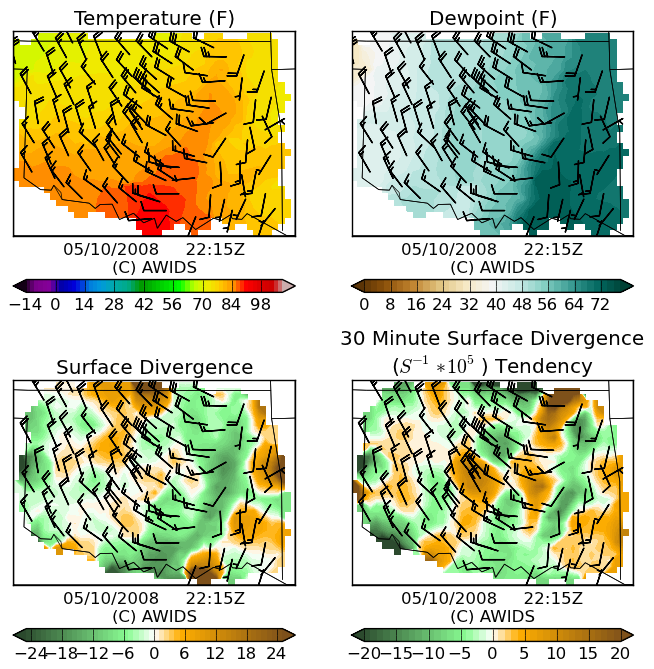 Temperature (F)
Dewpoint (F)
05/10/2008 22:15Z
(C) AWIDS
−14 0 14 28 42 56 70 84 98
05/10/2008 22:15Z
(C) AWIDS
0 8 16 24 32 40 48 56 64 72
Surface Divergence
30 Minute Surface Divergence
(S⁻¹ *10⁵ ) Tendency
05/10/2008 22:15Z
(C) AWIDS
−24−18−12 −6 0 6 12 18 24
05/10/2008 22:15Z
(C) AWIDS
−20−15−10 −5 0 5 10 15 20